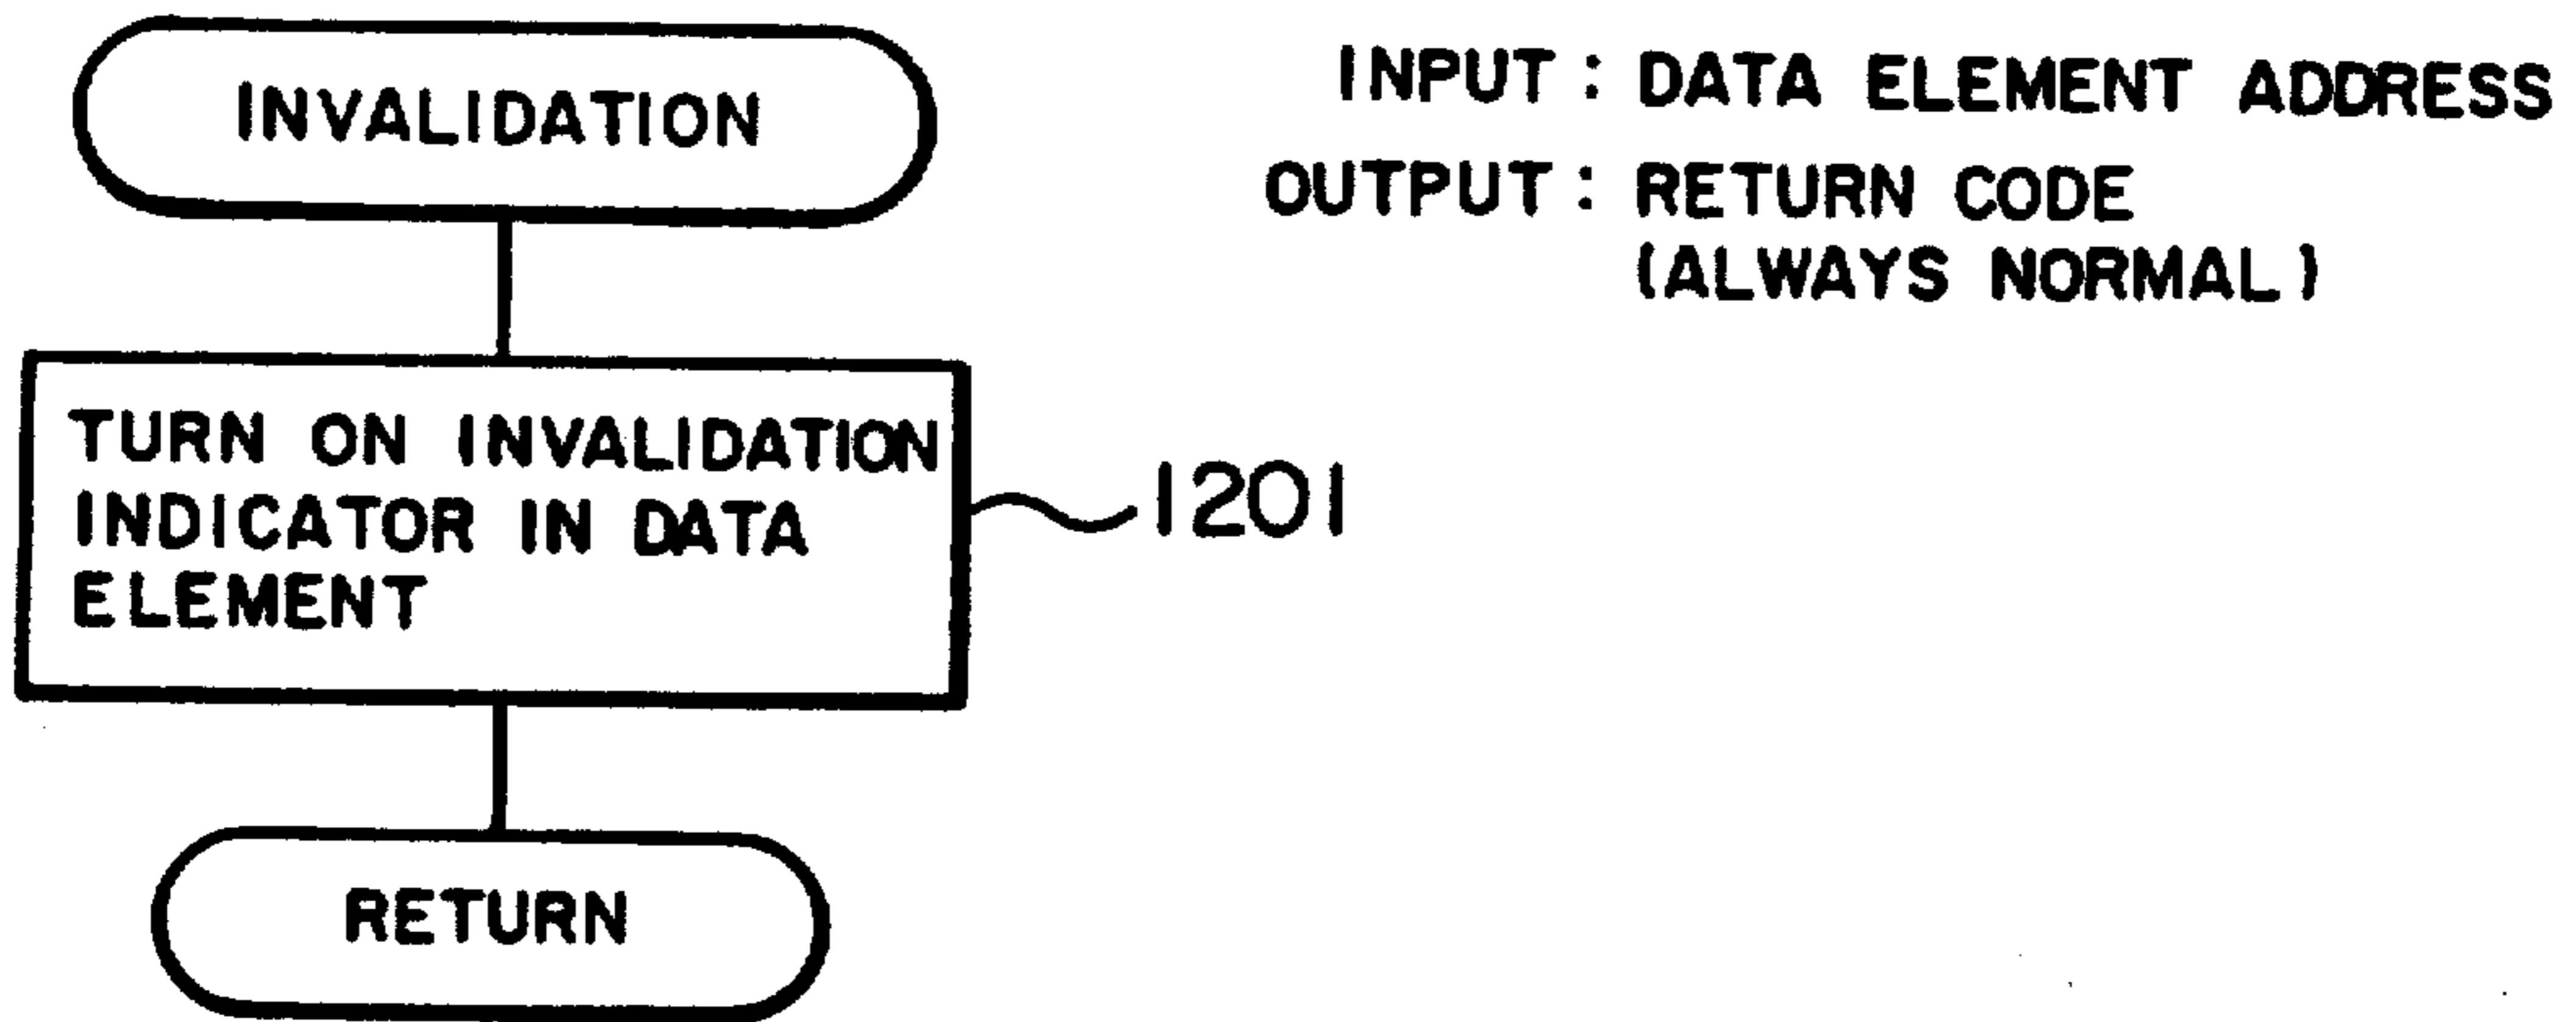 INVALIDATION
INPUT : DATA ELEMENT ADDRESS
OUTPUT : RETURN CODE
(ALWAYS NORMAL)
TURN ON INVALIDATION
INDICATOR IN DATA
ELEMENT
1201
RETURN